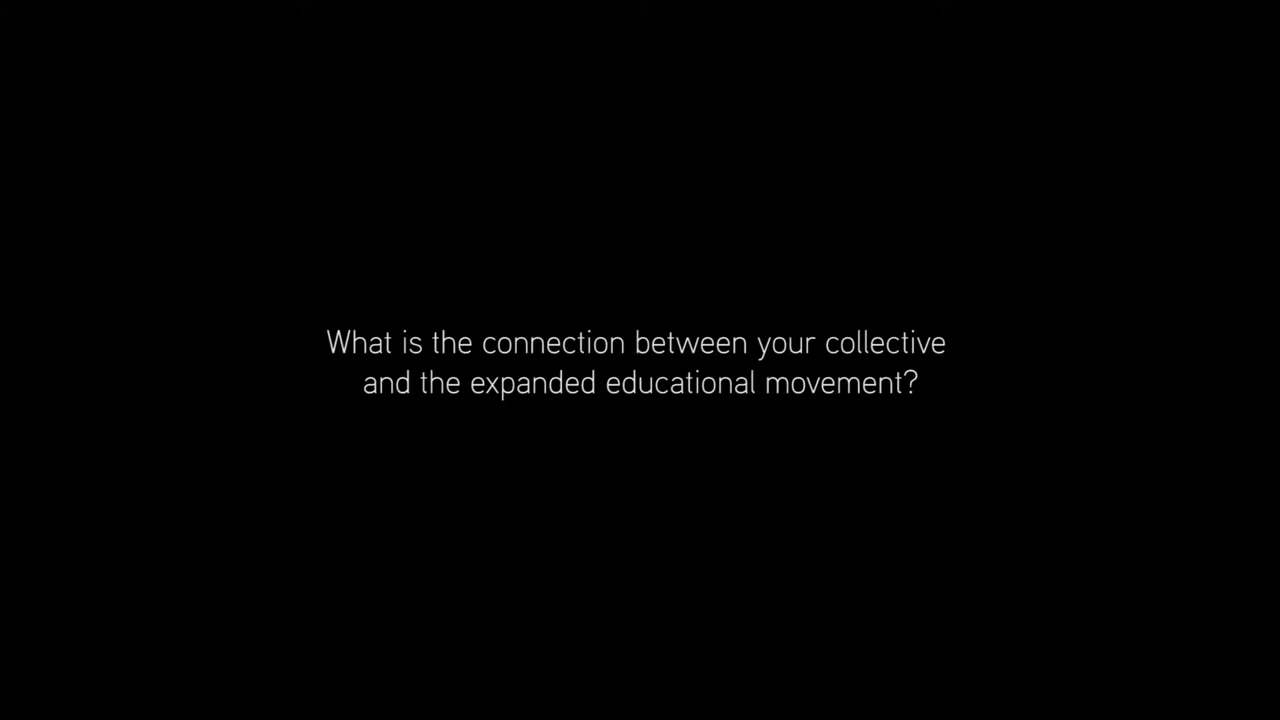 What is the connection between your collective
and the expanded educational movement?